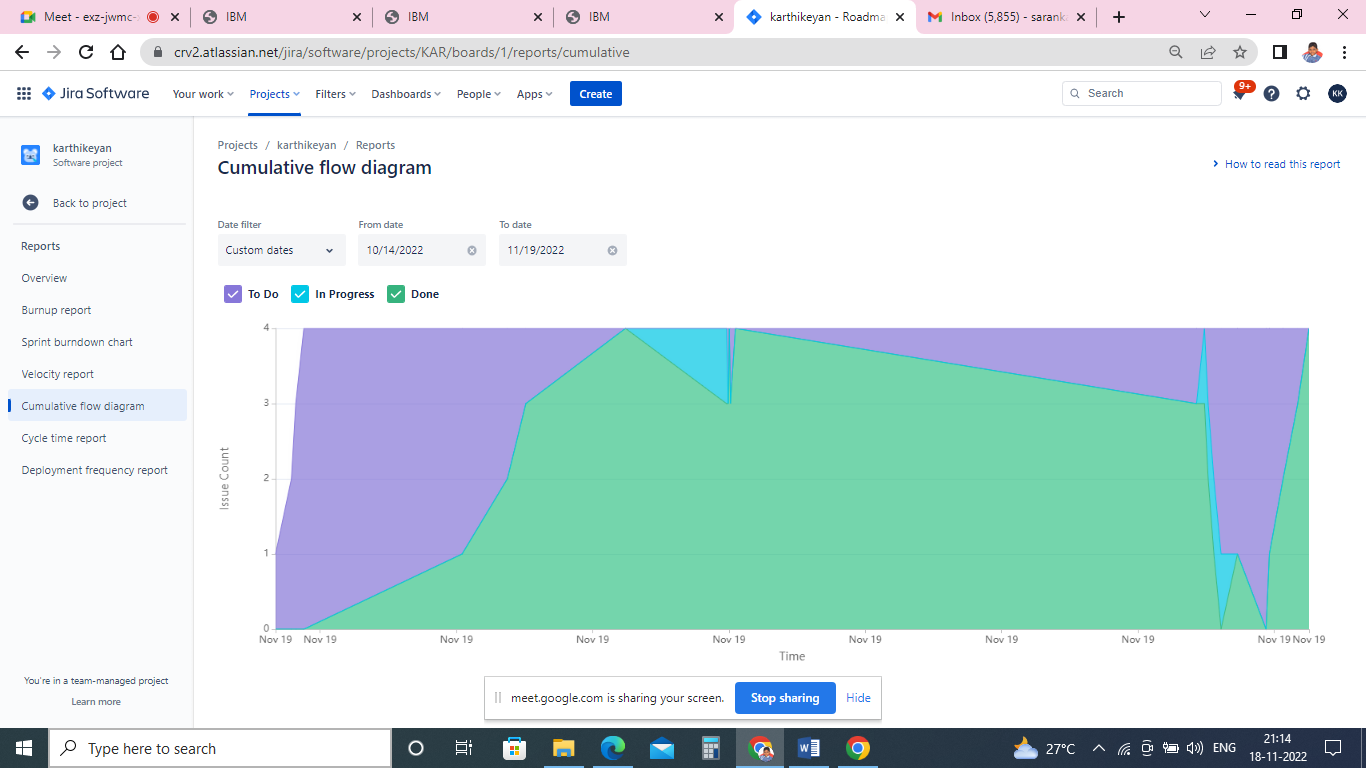 Meet - exz-jwmc-
IBM
IBM
IBM
karthikeyan - Roadma
Inbox (5,855) - sarank
crv2.atlassian.net/jira/software/projects/KAR/boards/1/reports/cumulative
Jira Software
Your work
Projects
Filters
Dashboards
People
Apps
Create
Search
9+
KK
karthikeyan
Software project
Back to project
Reports
Overview
Burnup report
Sprint burndown chart
Velocity report
Cumulative flow diagram
Cycle time report
Deployment frequency report
You're in a team-managed project
Learn more
Projects / karthikeyan / Reports
Cumulative flow diagram
How to read this report
Date filter
From date
To date
Custom dates
10/14/2022
11/19/2022
To Do
In Progress
Done
4
3
2
1
0
Issue Count
Nov 19 Nov 19 Nov 19 Nov 19 Nov 19 Nov 19 Nov 19 Nov 19 Nov 19 Nov 19
Time
meet.google.com is sharing your screen.
Stop sharing
Hide
Type here to search
27°C
ENG
21:14
18-11-2022